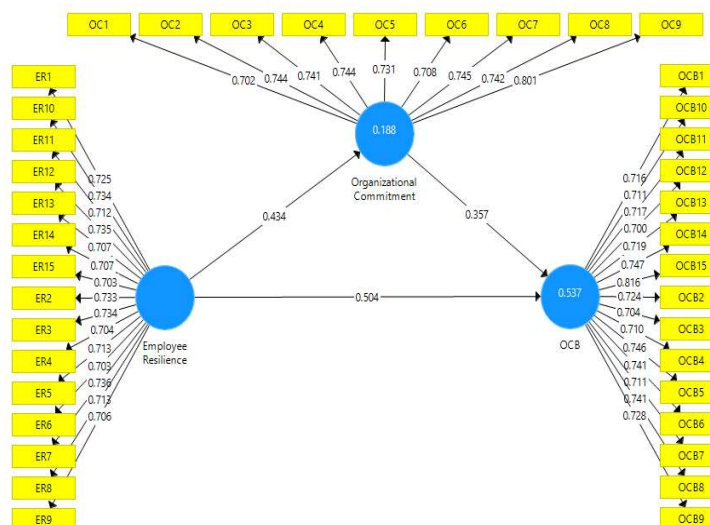 OC1 OC2 OC3 OC4 OC5 OC6 OC7 OC8 OC9
0.702 0.744 0.741 0.744 0.731 0.708 0.745 0.742 0.801
0.188
Organizational
Commitment
ER1
ER10
ER11
ER12
ER13
ER14
ER15
ER2
ER3
ER4
ER5
ER6
ER7
ER8
ER9
0.725
0.734
0.712
0.735
0.707
0.707
0.703
0.733
0.734
0.704
0.713
0.703
0.736
0.713
0.706
Employee
Resilience
0.434
0.357
0.504
0.537
OCB
0.716
0.711
0.717
0.700
0.719
0.747
0.816
0.724
0.704
0.710
0.746
0.741
0.711
0.741
0.728
OCB1
OCB10
OCB11
OCB12
OCB13
OCB14
OCB15
OCB2
OCB3
OCB4
OCB5
OCB6
OCB7
OCB8
OCB9